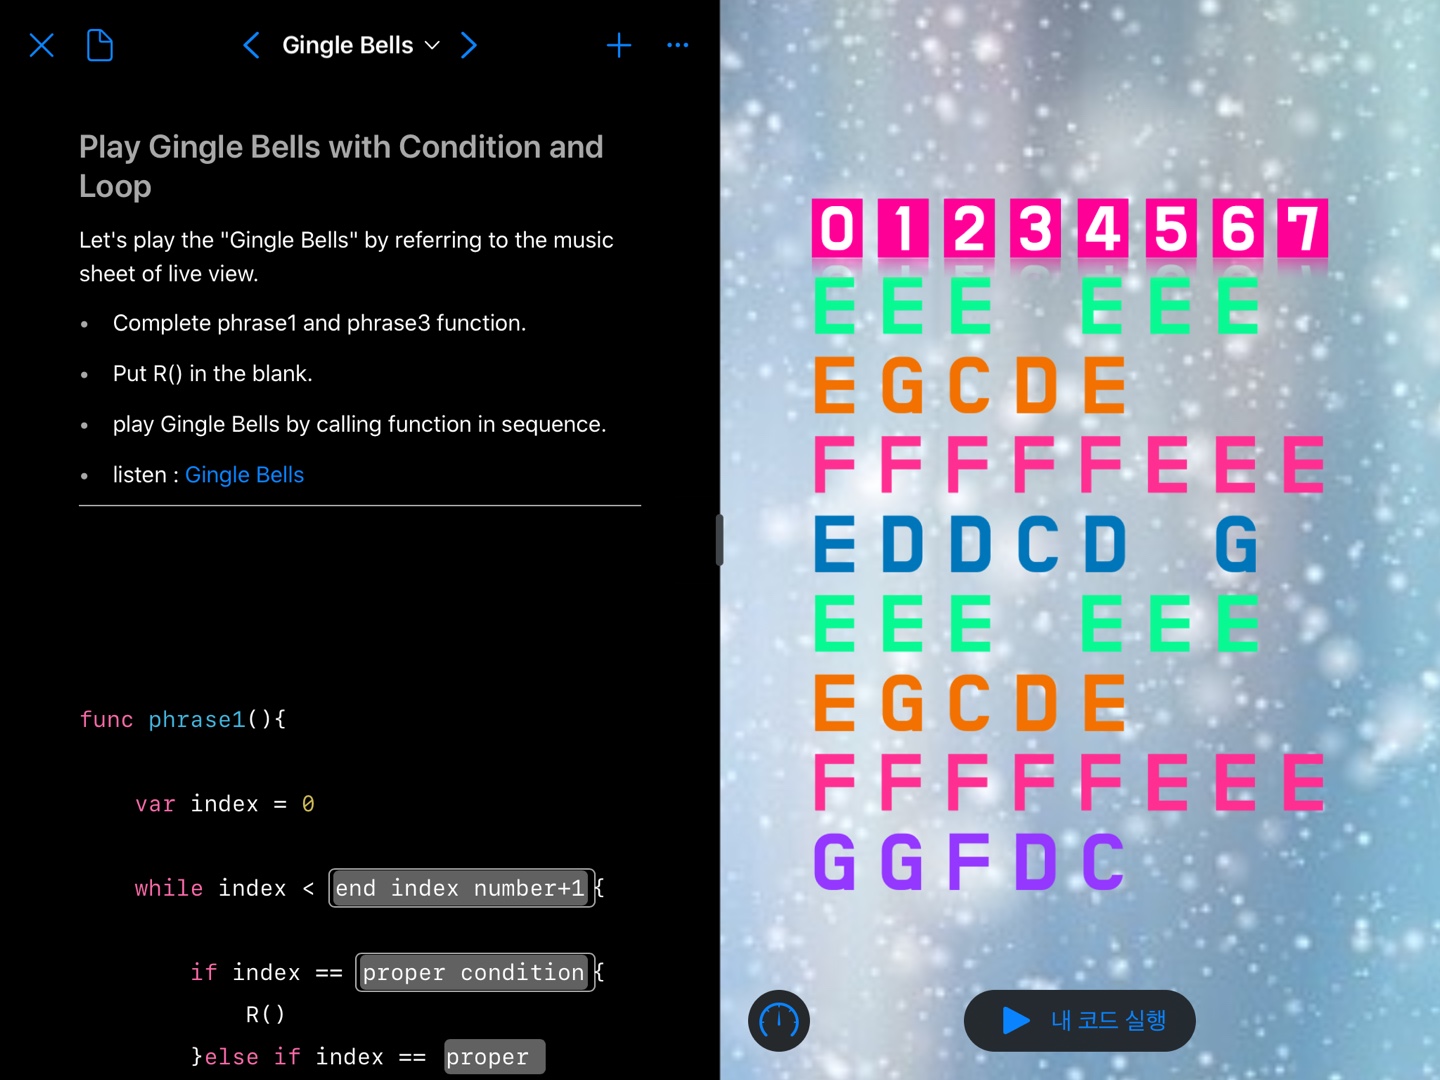 Gingle Bells
Play Gingle Bells with Condition and
Loop
Let's play the "Gingle Bells" by referring to the music
sheet of live view.
• Complete phrase1 and phrase3 function.
• Put R() in the blank.
• play Gingle Bells by calling function in sequence.
• listen : Gingle Bells
func phrase1(){
var index = 0
while index < end index number+1{
if index == proper condition{
R()
}else if index == proper
0 1 2 3 4 5 6 7
E E E E E E
E G C D E
F F F F F E E E
E D D C D G
E E E E E E
E G C D E
F F F F F E E E
G G F D C
내 코드 실행